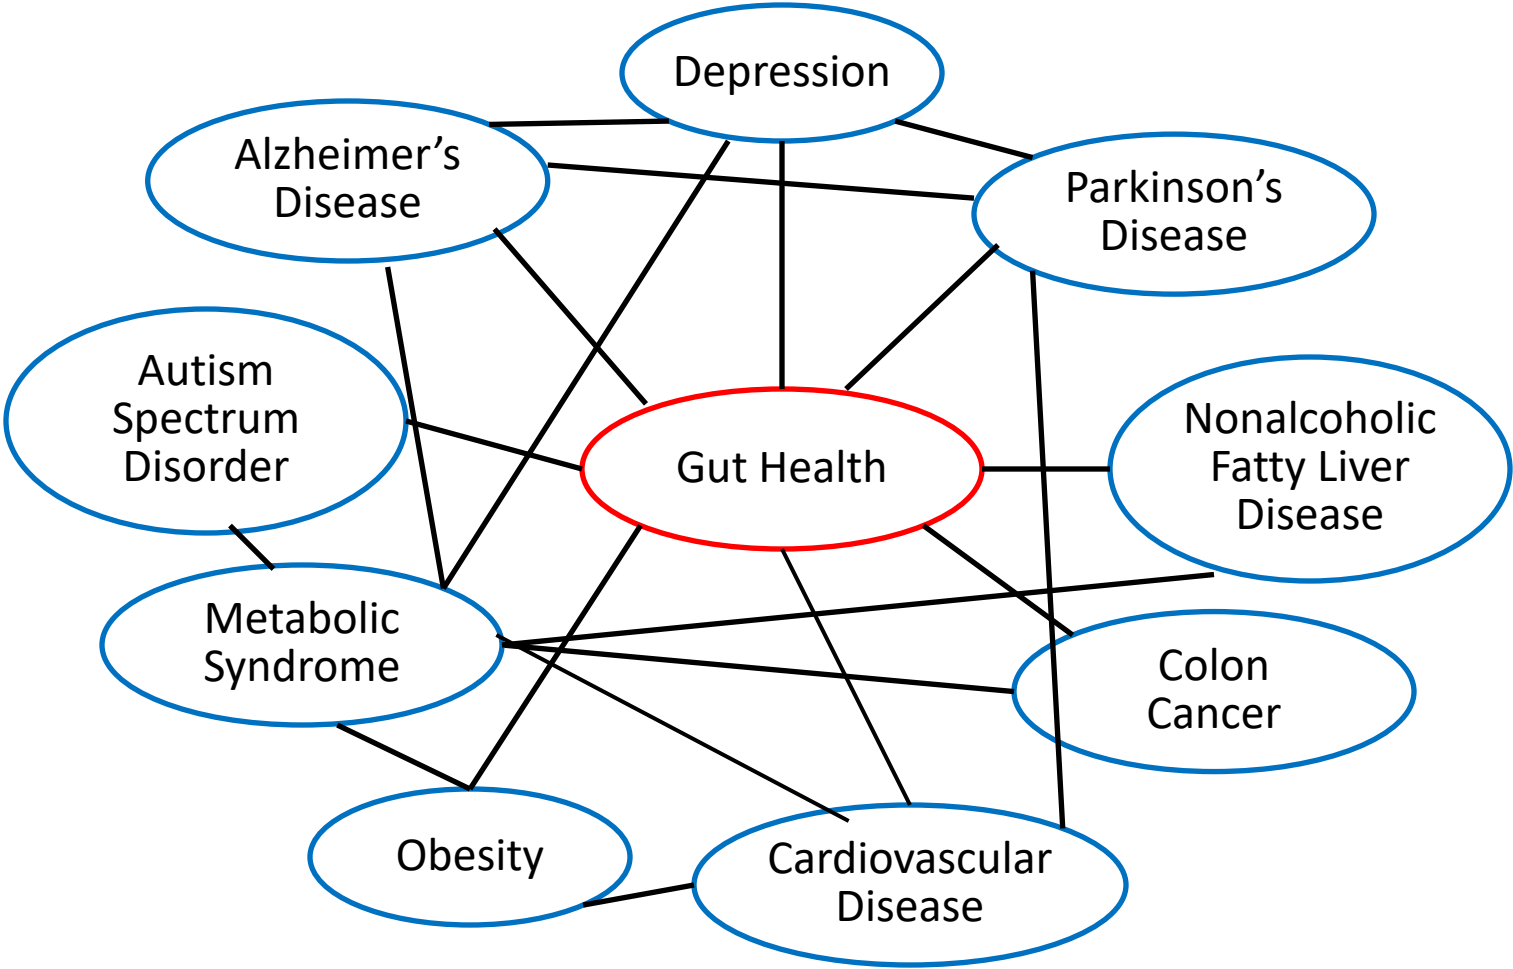 Depression
Alzheimer’s
Disease
Parkinson’s
Disease
Autism
Spectrum
Disorder
Gut Health
Nonalcoholic
Fatty Liver
Disease
Metabolic
Syndrome
Colon
Cancer
Obesity
Cardiovascular
Disease